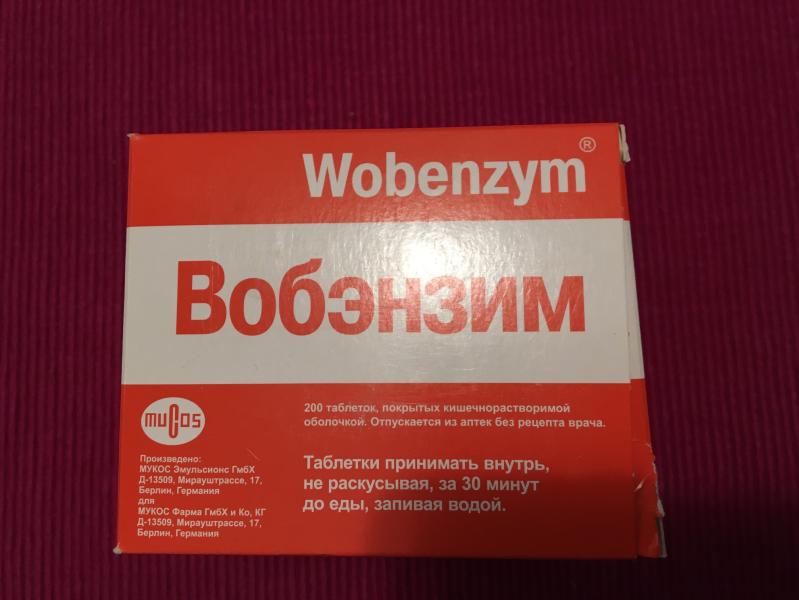 Wobenzym®
Вобэнзим
mucos
200 таблеток, покрытых кишечнорастворимой
оболочкой. Отпускается из аптек без рецепта врача.
Произведено:
МУКОС Эмульсионс ГмбХ
Д-13509, Мирауштрассе, 17,
Берлин, Германия
для
МУКОС Фарма ГмбХ и Ко, КГ
Д-13509, Мирауштрассе, 17,
Берлин, Германия
Таблетки принимать внутрь,
не раскусывая, за 30 минут
до еды, запивая водой.